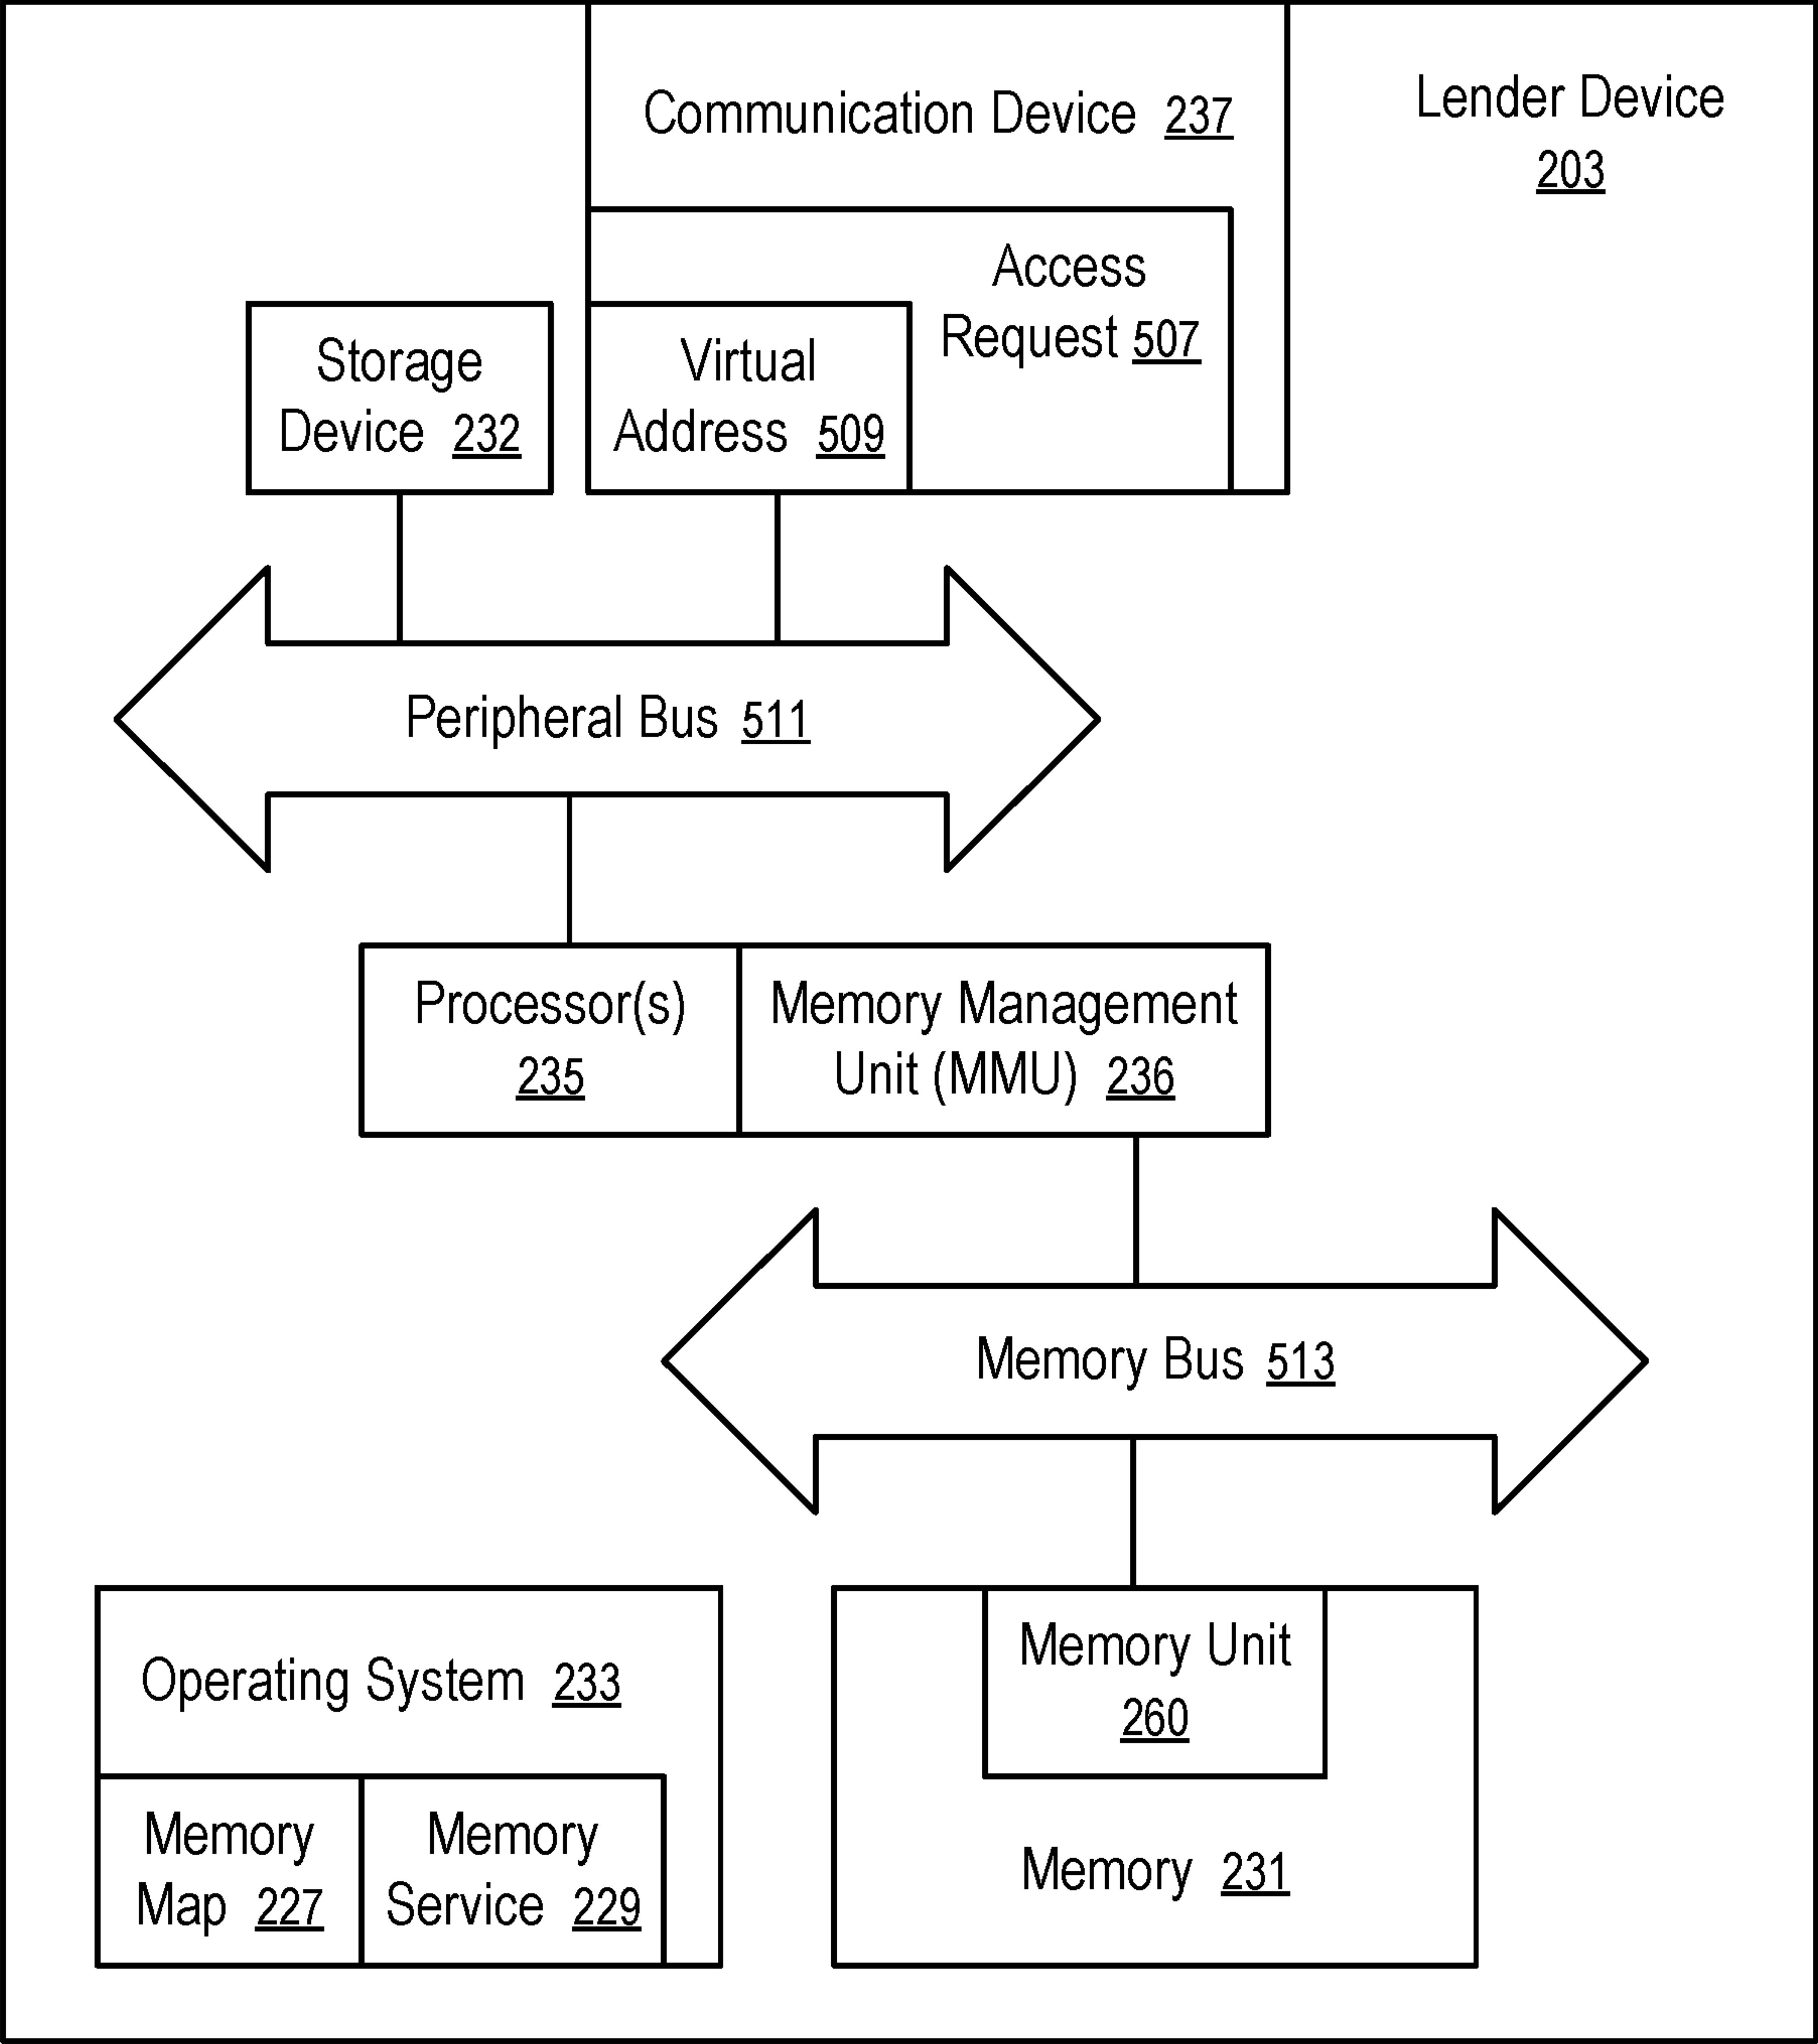 Communication Device 237
Lender Device
203
Access
Request 507
Storage
Device 232
Virtual
Address 509
Peripheral Bus 511
Processor(s)
235
Memory Management
Unit (MMU) 236
Memory Bus 513
Operating System 233
Memory
Map 227
Memory
Service 229
Memory Unit
260
Memory 231